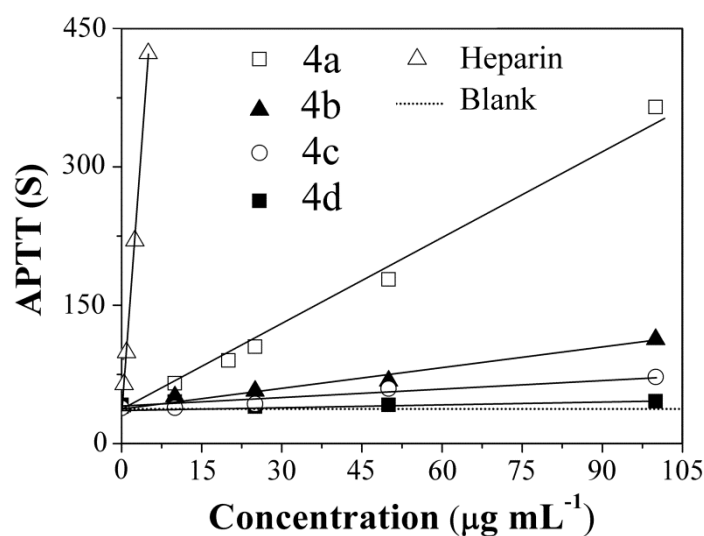 450
300
150
0
APTT (S)
4a
4b
4c
4d
Heparin
Blank
0 15 30 45 60 75 90 105
Concentration (μg mL⁻¹)